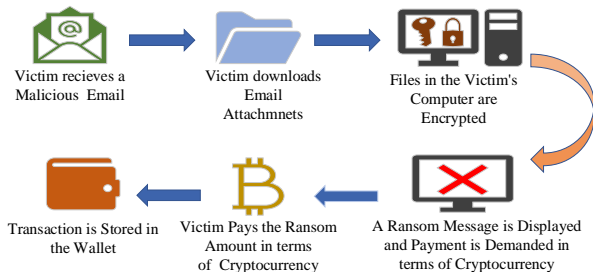 Victim recieves a
Malicious Email
Victim downloads
Email
Attachmnets
Files in the Victim's
Computer are
Encrypted
Transaction is Stored in
the Wallet
Victim Pays the Ransom
Amount in terms
of Cryptocurrency
A Ransom Message is Displayed
and Payment is Demanded in
terms of Cryptocurrency